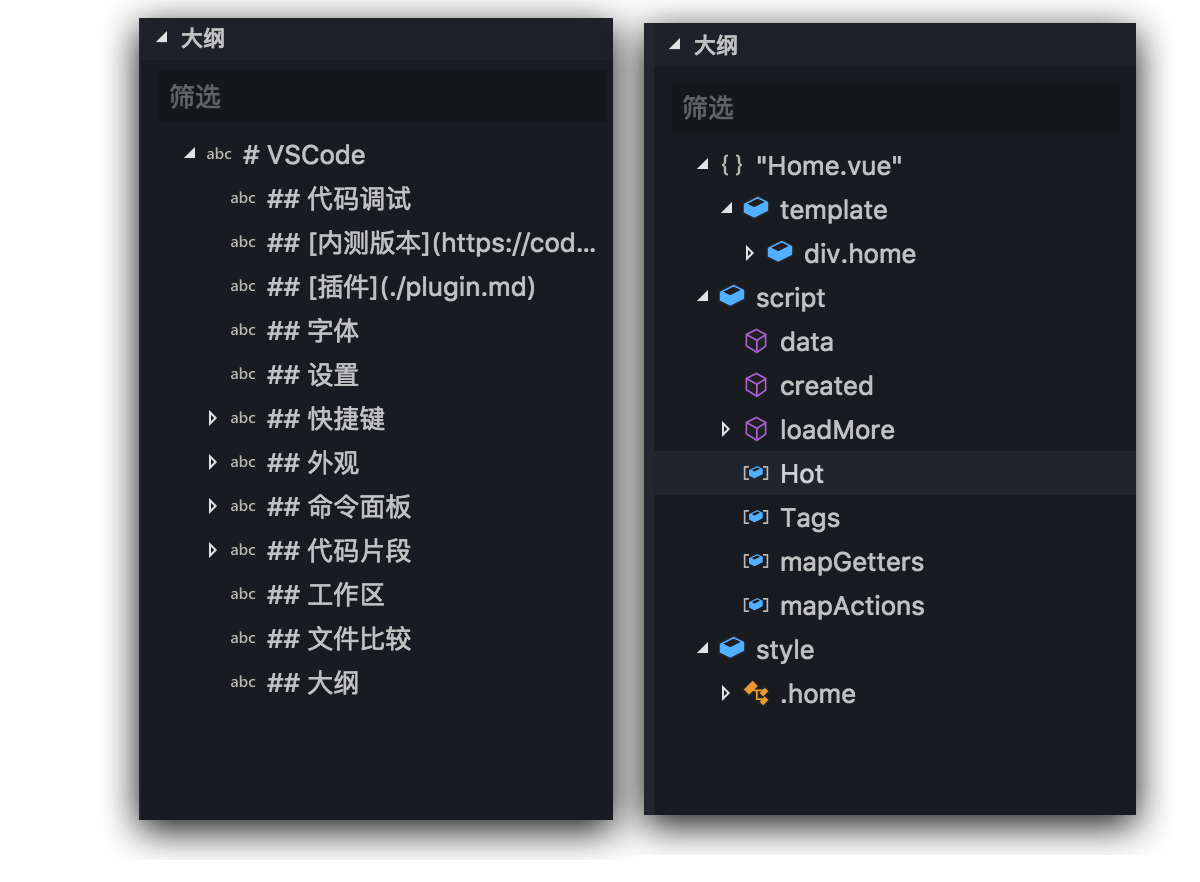 大纲
筛选
abc # VSCode
abc ## 代码调试
abc ## [内测版本](https://cod...
abc ## [插件](./plugin.md)
abc ## 字体
abc ## 设置
abc ## 快捷键
abc ## 外观
abc ## 命令面板
abc ## 代码片段
abc ## 工作区
abc ## 文件比较
abc ## 大纲
大纲
筛选
{ } "Home.vue"
template
div.home
script
data
created
loadMore
Hot
Tags
mapGetters
mapActions
style
.home